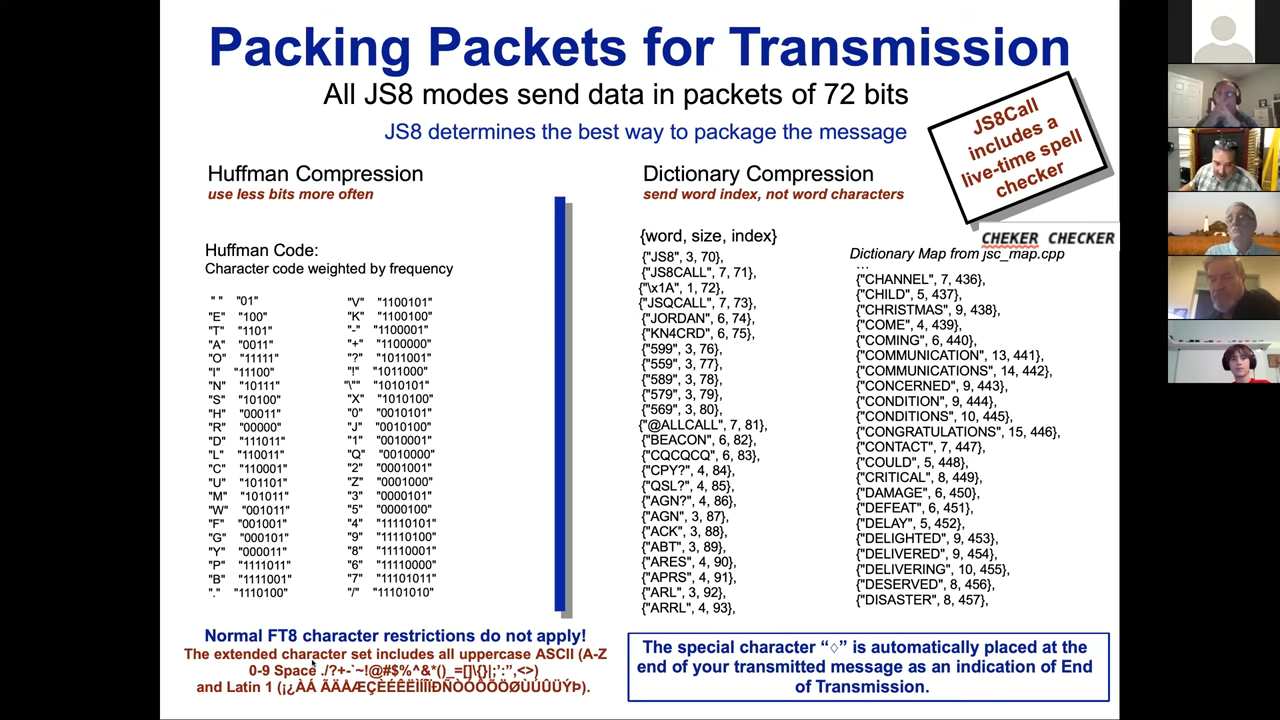 Packing Packets for Transmission
All JS8 modes send data in packets of 72 bits
JS8 determines the best way to package the message
JS8Call
includes a
live-time spell
checker
Huffman Compression
use less bits more often
Huffman Code:
Character code weighted by frequency
" " "01"
"E" "100"
"T" "1101"
"A" "0011"
"O" "11111"
"I" "11100"
"N" "10111"
"S" "10100"
"H" "00011"
"R" "00000"
"D" "111011"
"L" "110011"
"C" "110001"
"U" "101101"
"M" "101011"
"W" "001011"
"F" "001001"
"G" "000101"
"Y" "000011"
"P" "1111011"
"B" "1111001"
"." "1110100"
"V" "1100101"
"K" "1100100"
"-" "1100001"
"+" "1100000"
"?" "1011001"
"!" "1011000"
"\"" "1010101"
"X" "1010100"
"0" "0010101"
"J" "0010100"
"1" "0010001"
"Q" "0010000"
"2" "0001001"
"Z" "0001000"
"3" "0000101"
"5" "0000100"
"4" "11110101"
"9" "11110100"
"8" "11110001"
"6" "11110000"
"7" "11101011"
"/" "11101010"
Normal FT8 character restrictions do not apply!
The extended character set includes all uppercase ASCII (A-Z
0-9 Space ./?+-`~!@#$%^&*()_=[]\{}|;':",<>)
and Latin 1 (¡¿ÀÁ ÃÄÅÆÇÈÉÊËÌÍÎÏÐÑÒÓÔÕÖØÙÚÛÜÝÞ).
Dictionary Compression
send word index, not word characters
{word, size, index}
{"JS8", 3, 70},
{"JS8CALL", 7, 71},
{"\x1A", 1, 72},
{"JSQCALL", 7, 73},
{"JORDAN", 6, 74},
{"KN4CRD", 6, 75},
{"599", 3, 76},
{"559", 3, 77},
{"589", 3, 78},
{"579", 3, 79},
{"569", 3, 80},
{"@ALLCALL", 7, 81},
{"BEACON", 6, 82},
{"CQCQCQ", 6, 83},
{"CPY?", 4, 84},
{"QSL?", 4, 85},
{"AGN?", 4, 86},
{"AGN", 3, 87},
{"ACK", 3, 88},
{"ABT", 3, 89},
{"ARES", 4, 90},
{"APRS", 4, 91},
{"ARL", 3, 92},
{"ARRL", 4, 93},
CHEKER CHECKER
Dictionary Map from jsc_map.cpp
...
{"CHANNEL", 7, 436},
{"CHILD", 5, 437},
{"CHRISTMAS", 9, 438},
{"COME", 4, 439},
{"COMING", 6, 440},
{"COMMUNICATION", 13, 441},
{"COMMUNICATIONS", 14, 442},
{"CONCERNED", 9, 443},
{"CONDITION", 9, 444},
{"CONDITIONS", 10, 445},
{"CONGRATULATIONS", 15, 446},
{"CONTACT", 7, 447},
{"COULD", 5, 448},
{"CRITICAL", 8, 449},
{"DAMAGE", 6, 450},
{"DEFEAT", 6, 451},
{"DELAY", 5, 452},
{"DELIGHTED", 9, 453},
{"DELIVERED", 9, 454},
{"DELIVERING", 10, 455},
{"DESERVED", 8, 456},
{"DISASTER", 8, 457},
The special character “♢” is automatically placed at the
end of your transmitted message as an indication of End
of Transmission.